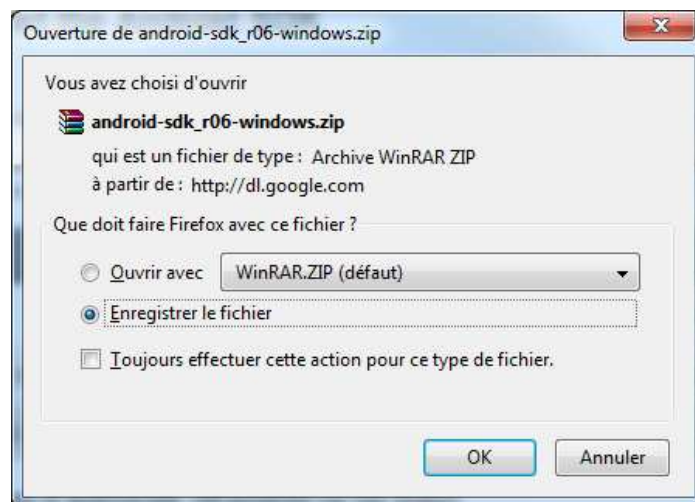 Ouverture de android-sdk_r06-windows.zip
Vous avez choisi d'ouvrir
android-sdk_r06-windows.zip
qui est un fichier de type : Archive WinRAR ZIP
à partir de : http://dl.google.com
Que doit faire Firefox avec ce fichier ?
Ouvrir avec WinRAR.ZIP (défaut)
Enregistrer le fichier
Toujours effectuer cette action pour ce type de fichier.
OK Annuler